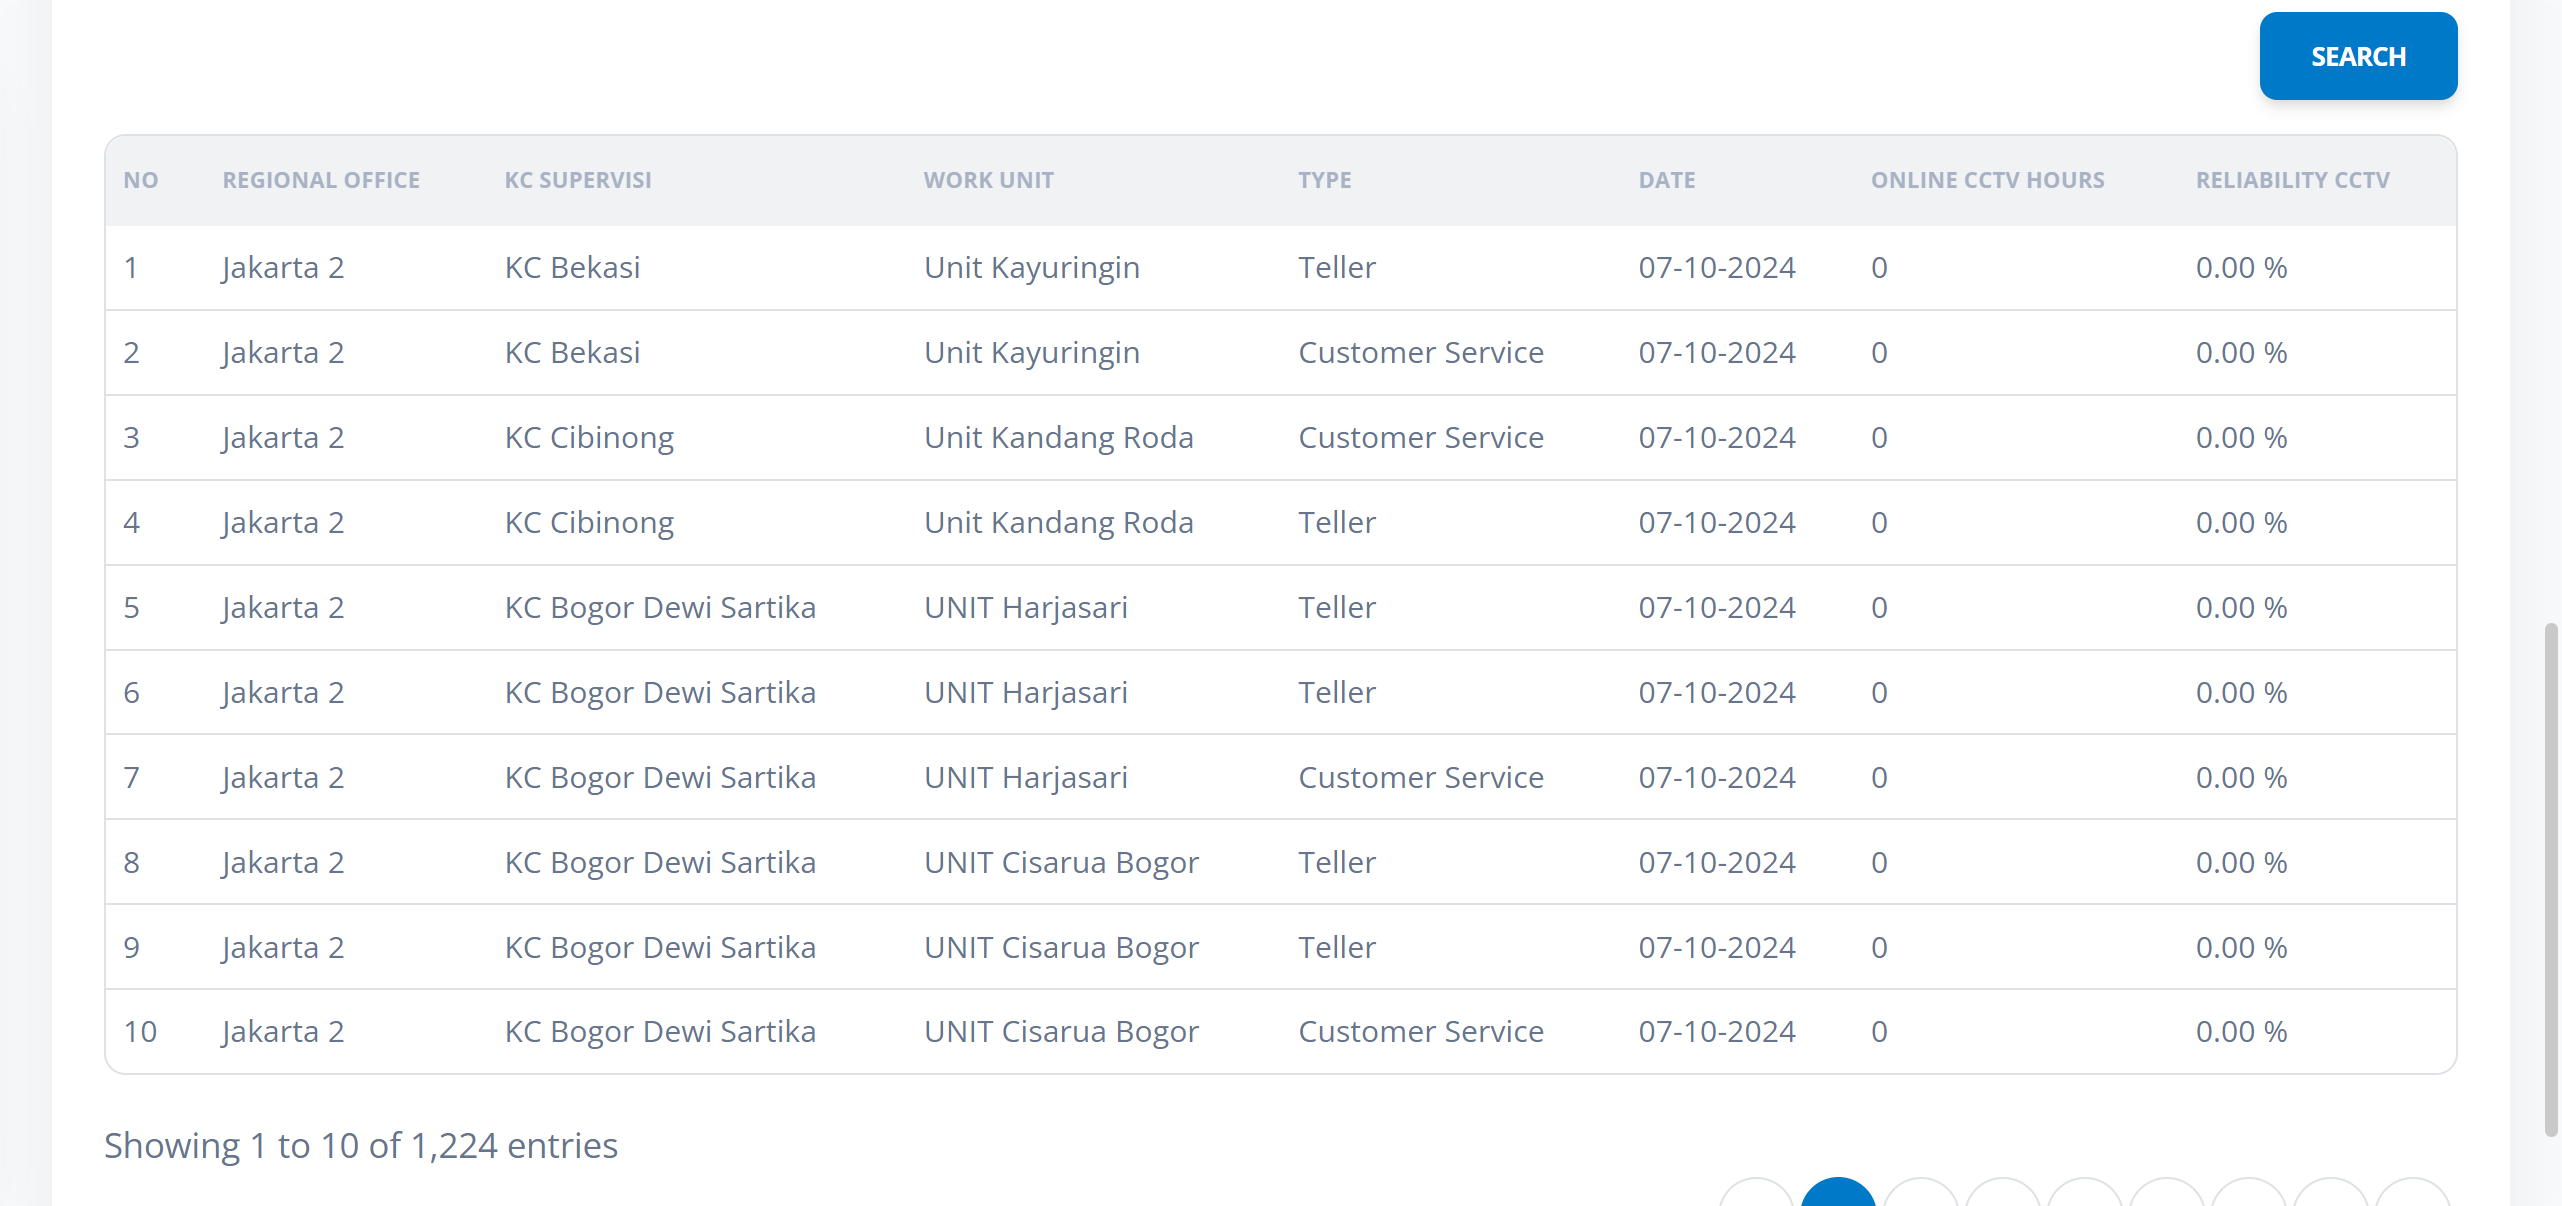 SEARCH
NO REGIONAL OFFICE KC SUPERVISI WORK UNIT TYPE DATE ONLINE CCTV HOURS RELIABILITY CCTV
1 Jakarta 2 KC Bekasi Unit Kayuringin Teller 07-10-2024 0 0.00 %
2 Jakarta 2 KC Bekasi Unit Kayuringin Customer Service 07-10-2024 0 0.00 %
3 Jakarta 2 KC Cibinong Unit Kandang Roda Customer Service 07-10-2024 0 0.00 %
4 Jakarta 2 KC Cibinong Unit Kandang Roda Teller 07-10-2024 0 0.00 %
5 Jakarta 2 KC Bogor Dewi Sartika UNIT Harjasari Teller 07-10-2024 0 0.00 %
6 Jakarta 2 KC Bogor Dewi Sartika UNIT Harjasari Teller 07-10-2024 0 0.00 %
7 Jakarta 2 KC Bogor Dewi Sartika UNIT Harjasari Customer Service 07-10-2024 0 0.00 %
8 Jakarta 2 KC Bogor Dewi Sartika UNIT Cisarua Bogor Teller 07-10-2024 0 0.00 %
9 Jakarta 2 KC Bogor Dewi Sartika UNIT Cisarua Bogor Teller 07-10-2024 0 0.00 %
10 Jakarta 2 KC Bogor Dewi Sartika UNIT Cisarua Bogor Customer Service 07-10-2024 0 0.00 %
Showing 1 to 10 of 1,224 entries